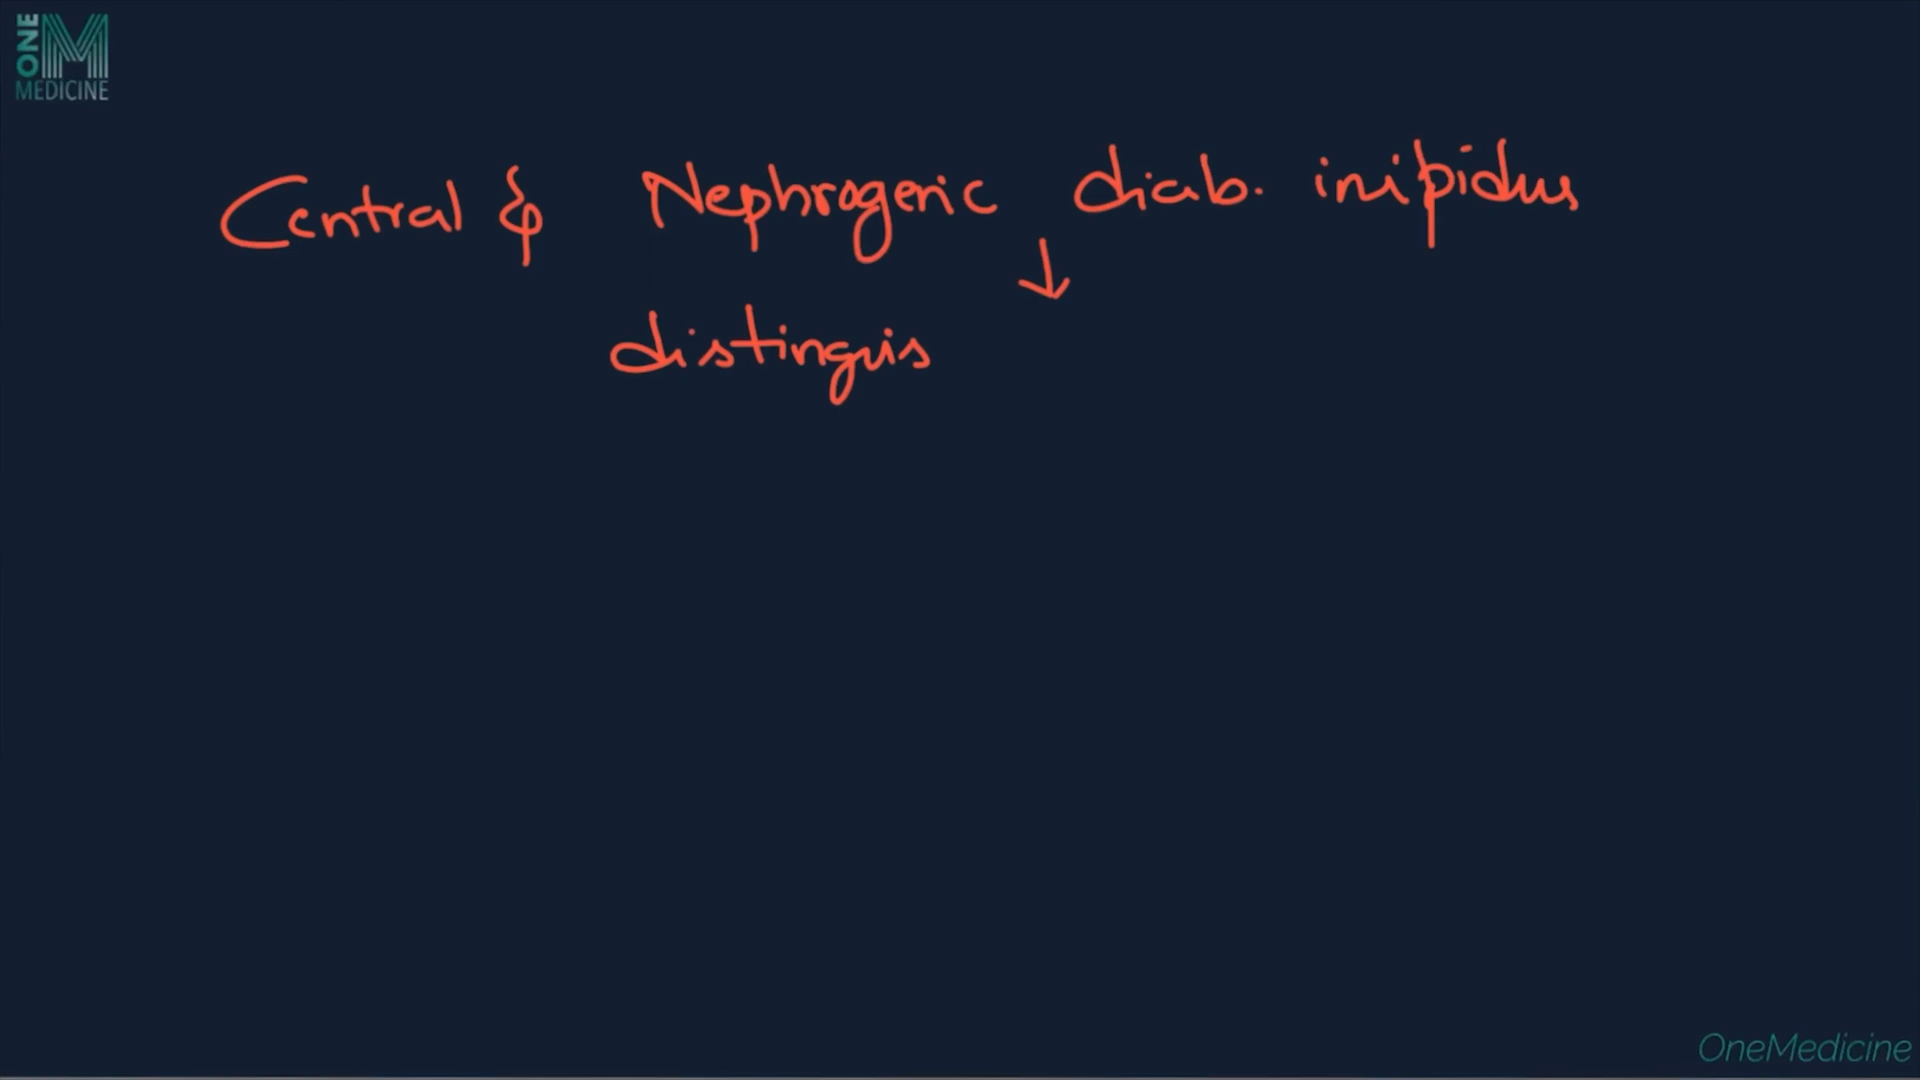 ONE
MEDICINE
Central & Nephrogenic diab. inipidus
↓
distinguis
OneMedicine